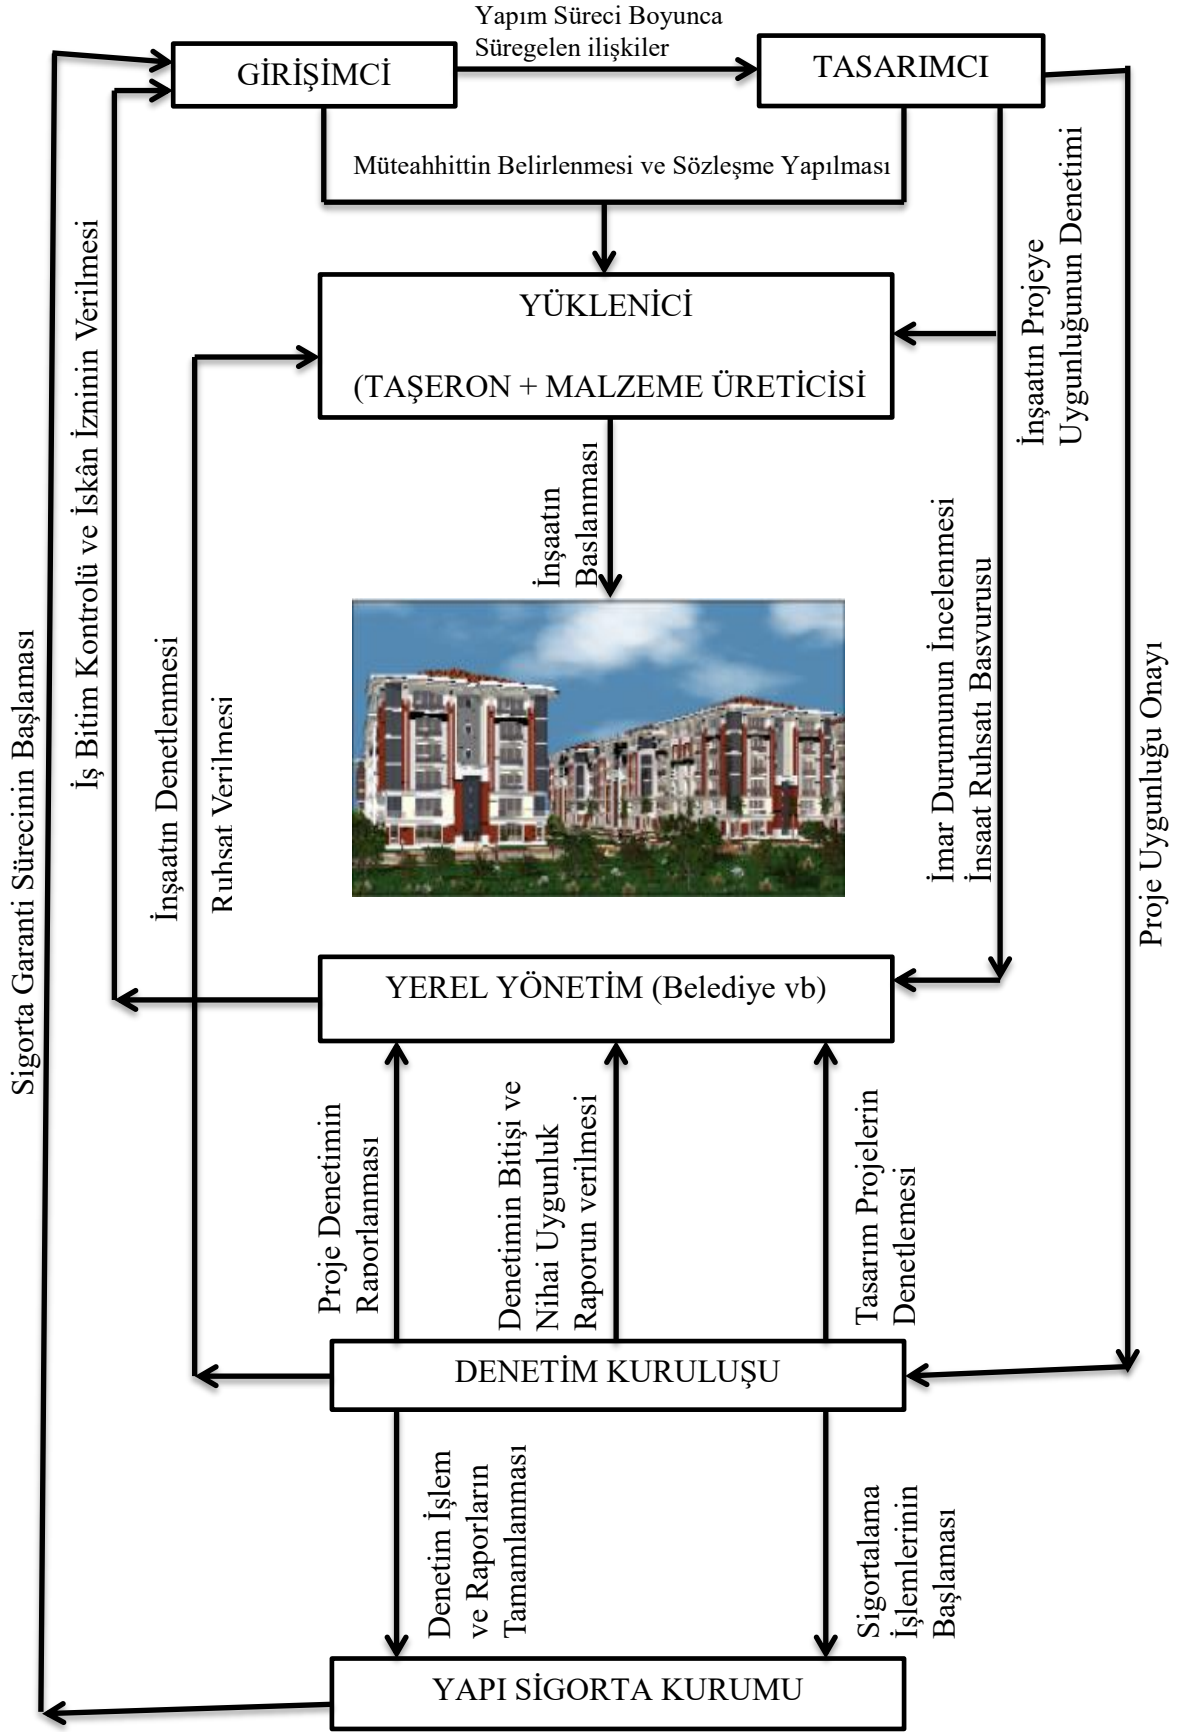 Yapım Süreci Boyunca
Süregelen ilişkiler
GİRİŞİMCİ
TASARIMCI
Müteahhittin Belirlenmesi ve Sözleşme Yapılması
İnşaatın Projeye
Uygunluğunun Denetimi
YÜKLENİCİ
(TAŞERON + MALZEME ÜRETİCİSİ
İş Bitim Kontrolü ve İskân İzninin Verilmesi
İnşaatın
Baslanması
İmar Durumunun İncelenmesi
İnsaat Ruhsatı Basvurusu
Sigorta Garanti Sürecinin Başlaması
İnşaatın Denetlenmesi
Ruhsat Verilmesi
Proje Uygunluğu Onayı
YEREL YÖNETİM (Belediye vb)
Proje Denetimin
Raporlanması
Denetimin Bitişi ve
Nihai Uygunluk
Raporun verilmesi
Tasarım Projelerin
Denetlemesi
DENETİM KURULUŞU
Denetim İşlem
ve Raporların
Tamamlanması
Sigortalama
İşlemlerinin
Başlaması
YAPI SİGORTA KURUMU